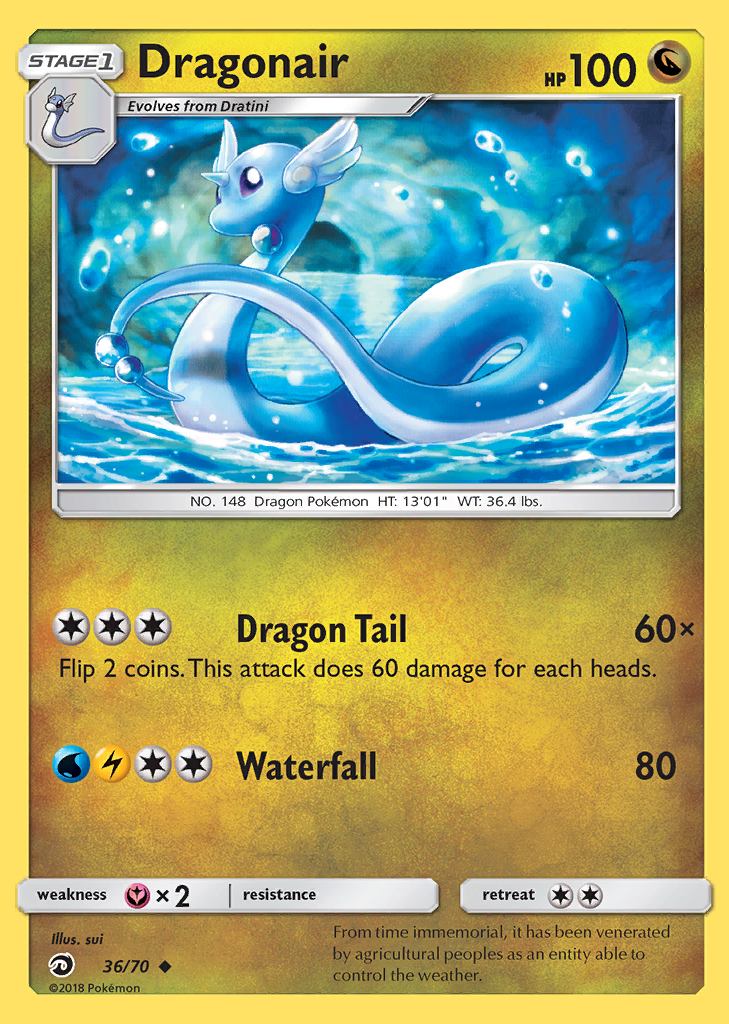 STAGE1
Dragonair
HP 100
Evolves from Dratini
NO. 148 Dragon Pokémon HT: 13'01" WT: 36.4 lbs.
Dragon Tail 60×
Flip 2 coins. This attack does 60 damage for each heads.
Waterfall 80
weakness ×2 resistance retreat
Illus. sui
36/70
©2018 Pokémon
From time immemorial, it has been venerated
by agricultural peoples as an entity able to
control the weather.